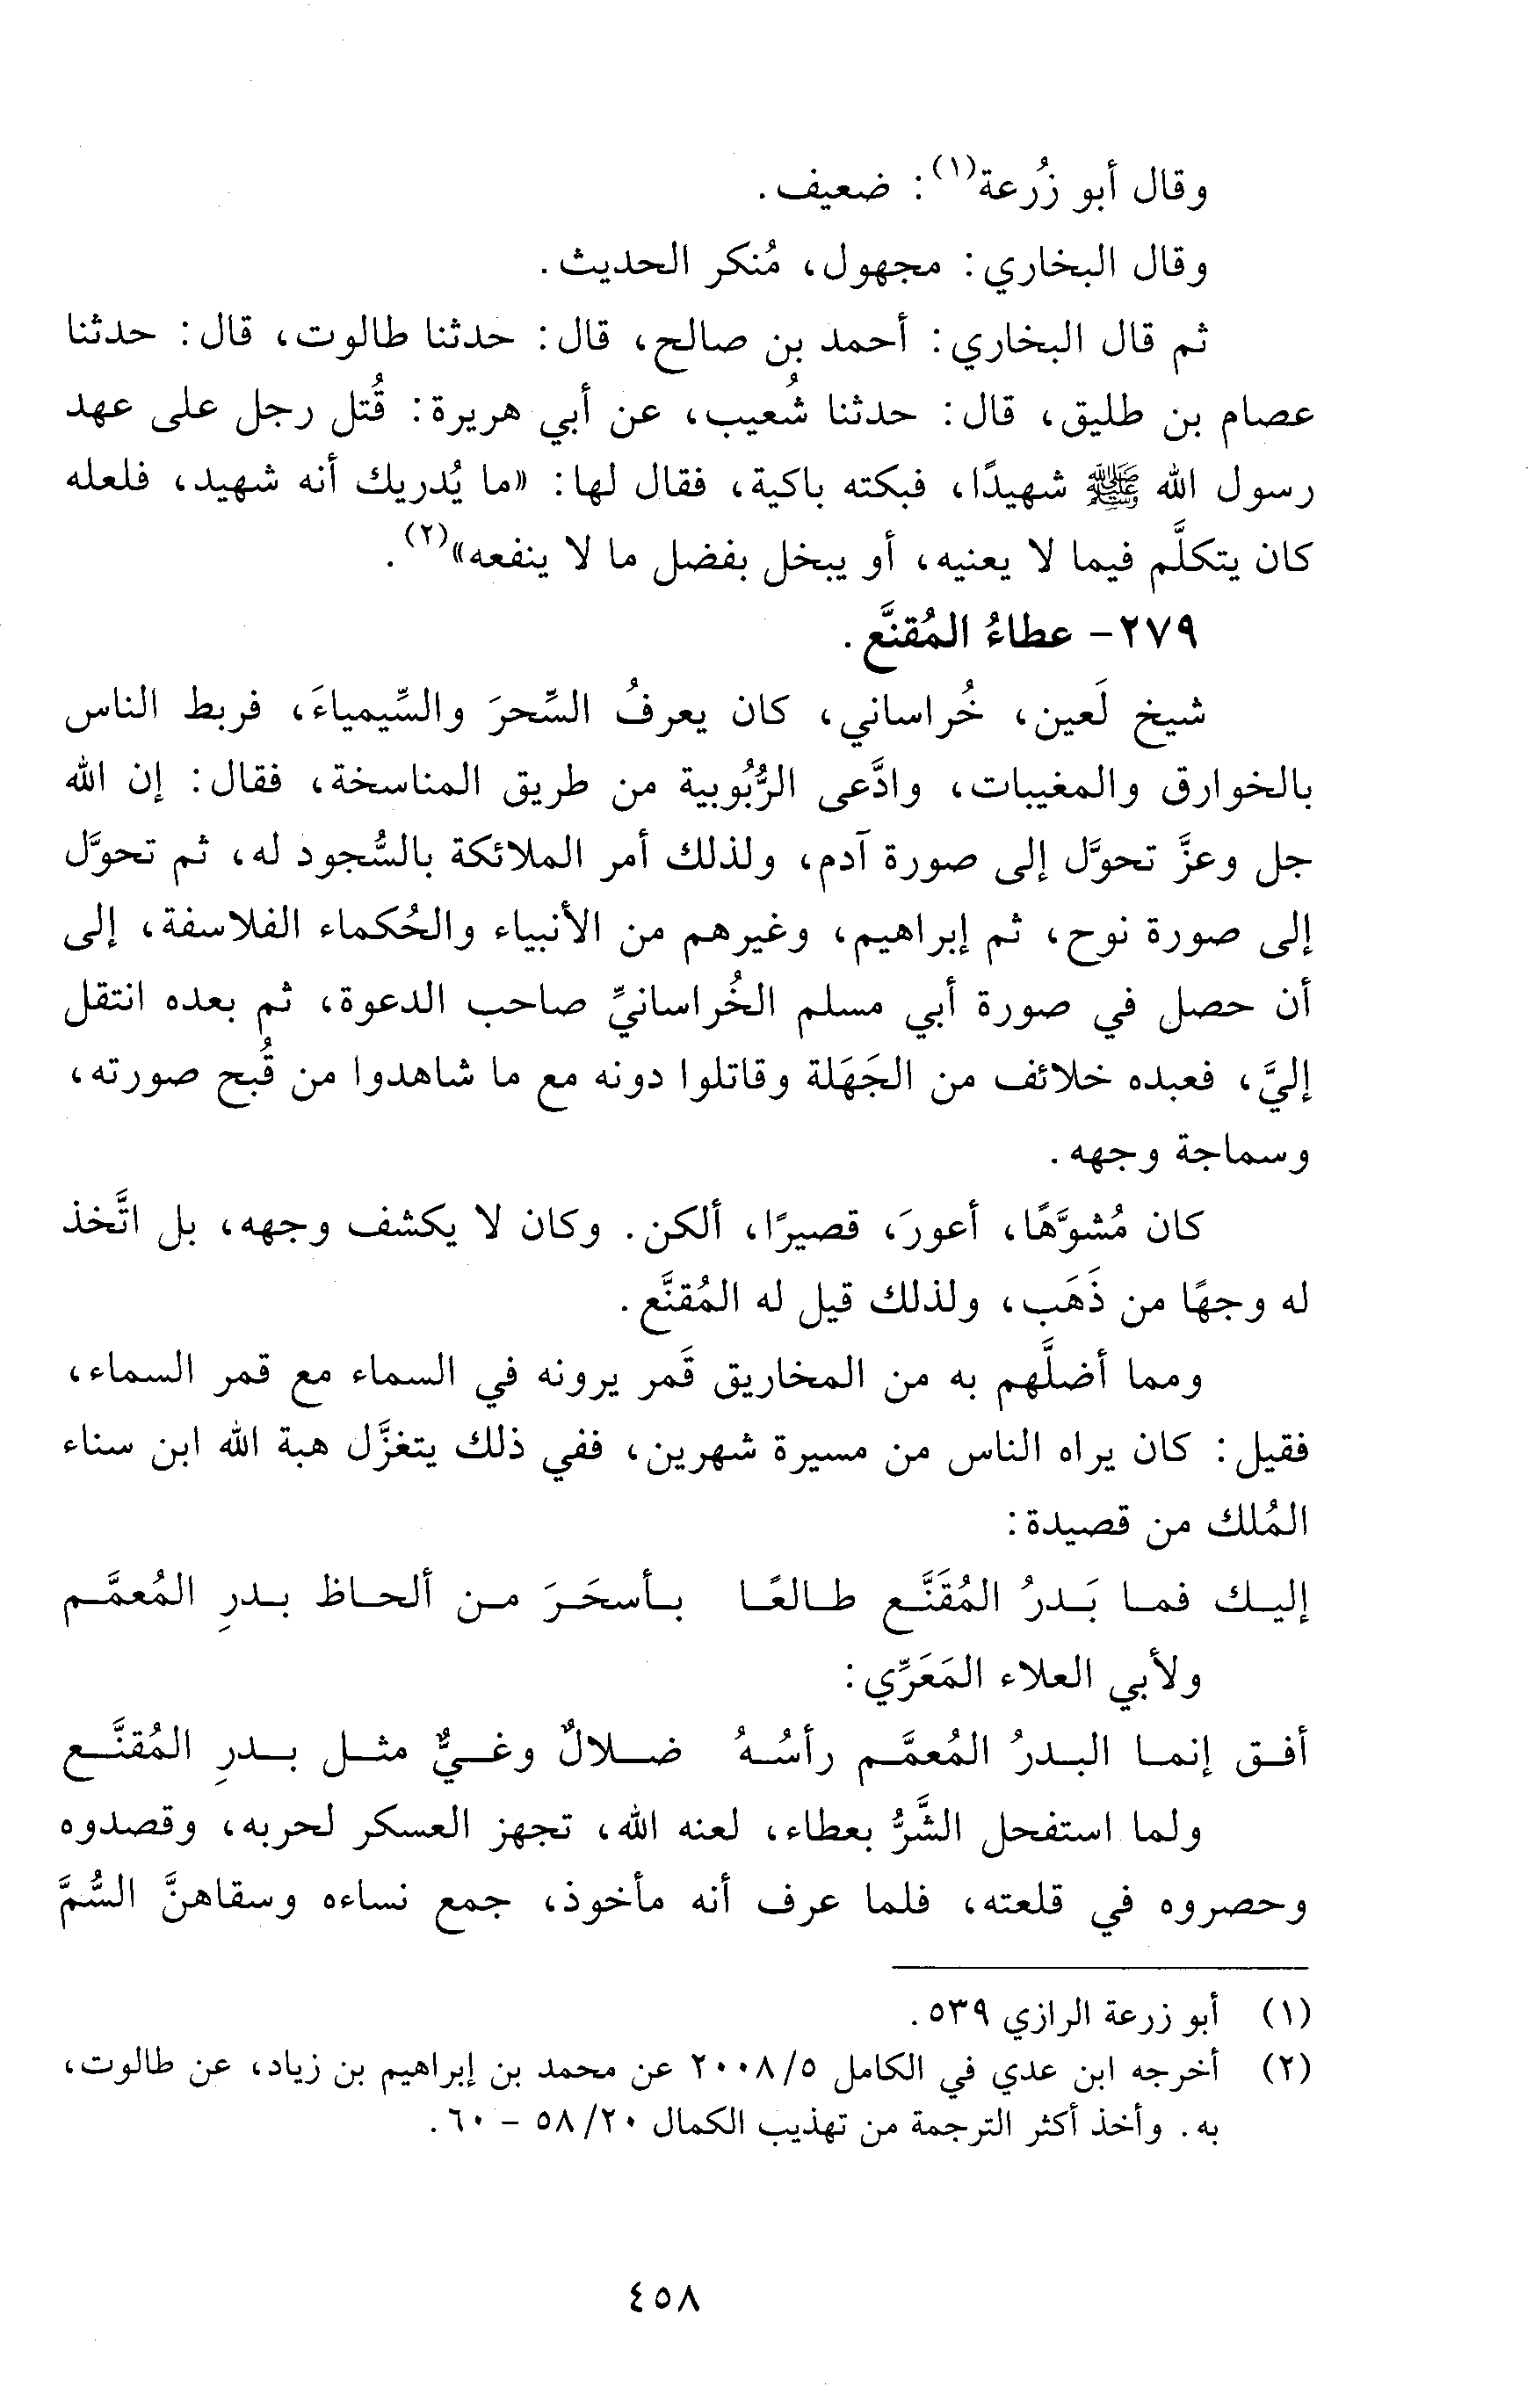 وقال أبو زُرعة(١): ضعيف.
وقال البخاري: مجهول، مُنكر الحديث.
ثم قال البخاري: أحمد بن صالح، قال: حدثنا طالوت، قال: حدثنا
عصام بن طليق، قال: حدثنا شُعيب، عن أبي هريرة: قُتل رجل على عهد
رسول الله ﷺ شهيدًا، فبكته باكية، فقال لها: «ما يُدريك أنه شهيد، فلعله
كان يتكلَّم فيما لا يعنيه، أو يبخل بفضل ما لا ينفعه»(٢).
٢٧٩- عطاءُ المُقنَّع.
شيخ لَعين، خُراساني، كان يعرفُ السِّحرَ والسِّيمياءَ، فربط الناس
بالخوارق والمغيبات، وادَّعى الرُّبُوبية من طريق المناسخة، فقال: إن الله
جل وعزَّ تحوَّل إلى صورة آدم، ولذلك أمر الملائكة بالسُّجود له، ثم تحوَّل
إلى صورة نوح، ثم إبراهيم، وغيرهم من الأنبياء والحُكماء الفلاسفة، إلى
أن حصل في صورة أبي مسلم الخُراسانيِّ صاحب الدعوة، ثم بعده انتقل
إليَّ، فعبده خلائف من الجَهَلة وقاتلوا دونه مع ما شاهدوا من قُبح صورته،
وسماجة وجهه.
كان مُشوَّهًا، أعورَ، قصيرًا، ألكن. وكان لا يكشف وجهه، بل اتَّخذ
له وجهًا من ذَهَب، ولذلك قيل له المُقنَّع.
ومما أضلَّهم به من المخاريق قَمر يرونه في السماء مع قمر السماء،
فقيل: كان يراه الناس من مسيرة شهرين، ففي ذلك يتغزَّل هبة الله ابن سناء
المُلك من قصيدة:
إليك فما بَدرُ المُقَنَّع طالعًا بأسحَرَ من ألحاظ بدرِ المُعمَّم
ولأبي العلاء المَعَرِّي:
أفق إنما البدرُ المُعمَّم رأسُهُ ضلالٌ وغيٌّ مثل بدرِ المُقنَّع
ولما استفحل الشَّرُّ بعطاء، لعنه الله، تجهز العسكر لحربه، وقصدوه
وحصروه في قلعته، فلما عرف أنه مأخوذ، جمع نساءه وسقاهنَّ السُّمَّ
(١) أبو زرعة الرازي ٥٣٩.
(٢) أخرجه ابن عدي في الكامل ٢٠٠٨/٥ عن محمد بن إبراهيم بن زياد، عن طالوت،
به. وأخذ أكثر الترجمة من تهذيب الكمال ٥٨/٢٠ - ٦٠.
٤٥٨